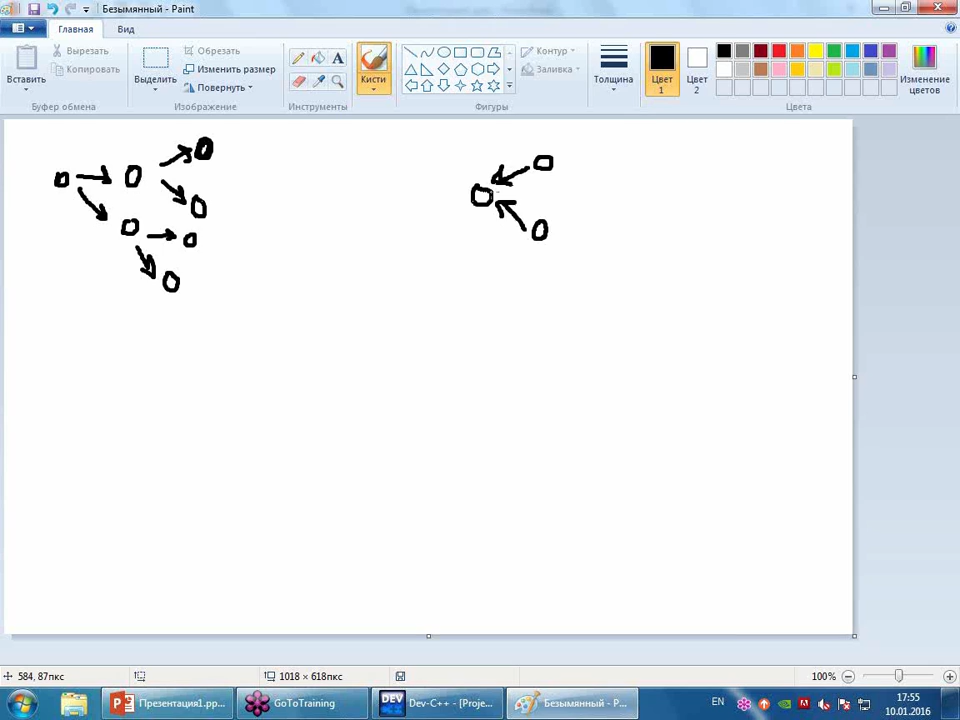 Безымянный - Paint
Главная
Вид
Вставить
Вырезать
Копировать
Буфер обмена
Выделить
Обрезать
Изменить размер
Повернуть
Изображение
Инструменты
Кисти
Контур
Заливка
Фигуры
Толщина
Цвет 1
Цвет 2
Изменение цветов
Цвета
584, 87пкс
1018 × 618пкс
100%
Презентация1.pp...
GoToTraining
DEV
Dev-C++ - [Proje...
Безымянный - P...
EN
17:55
10.01.2016